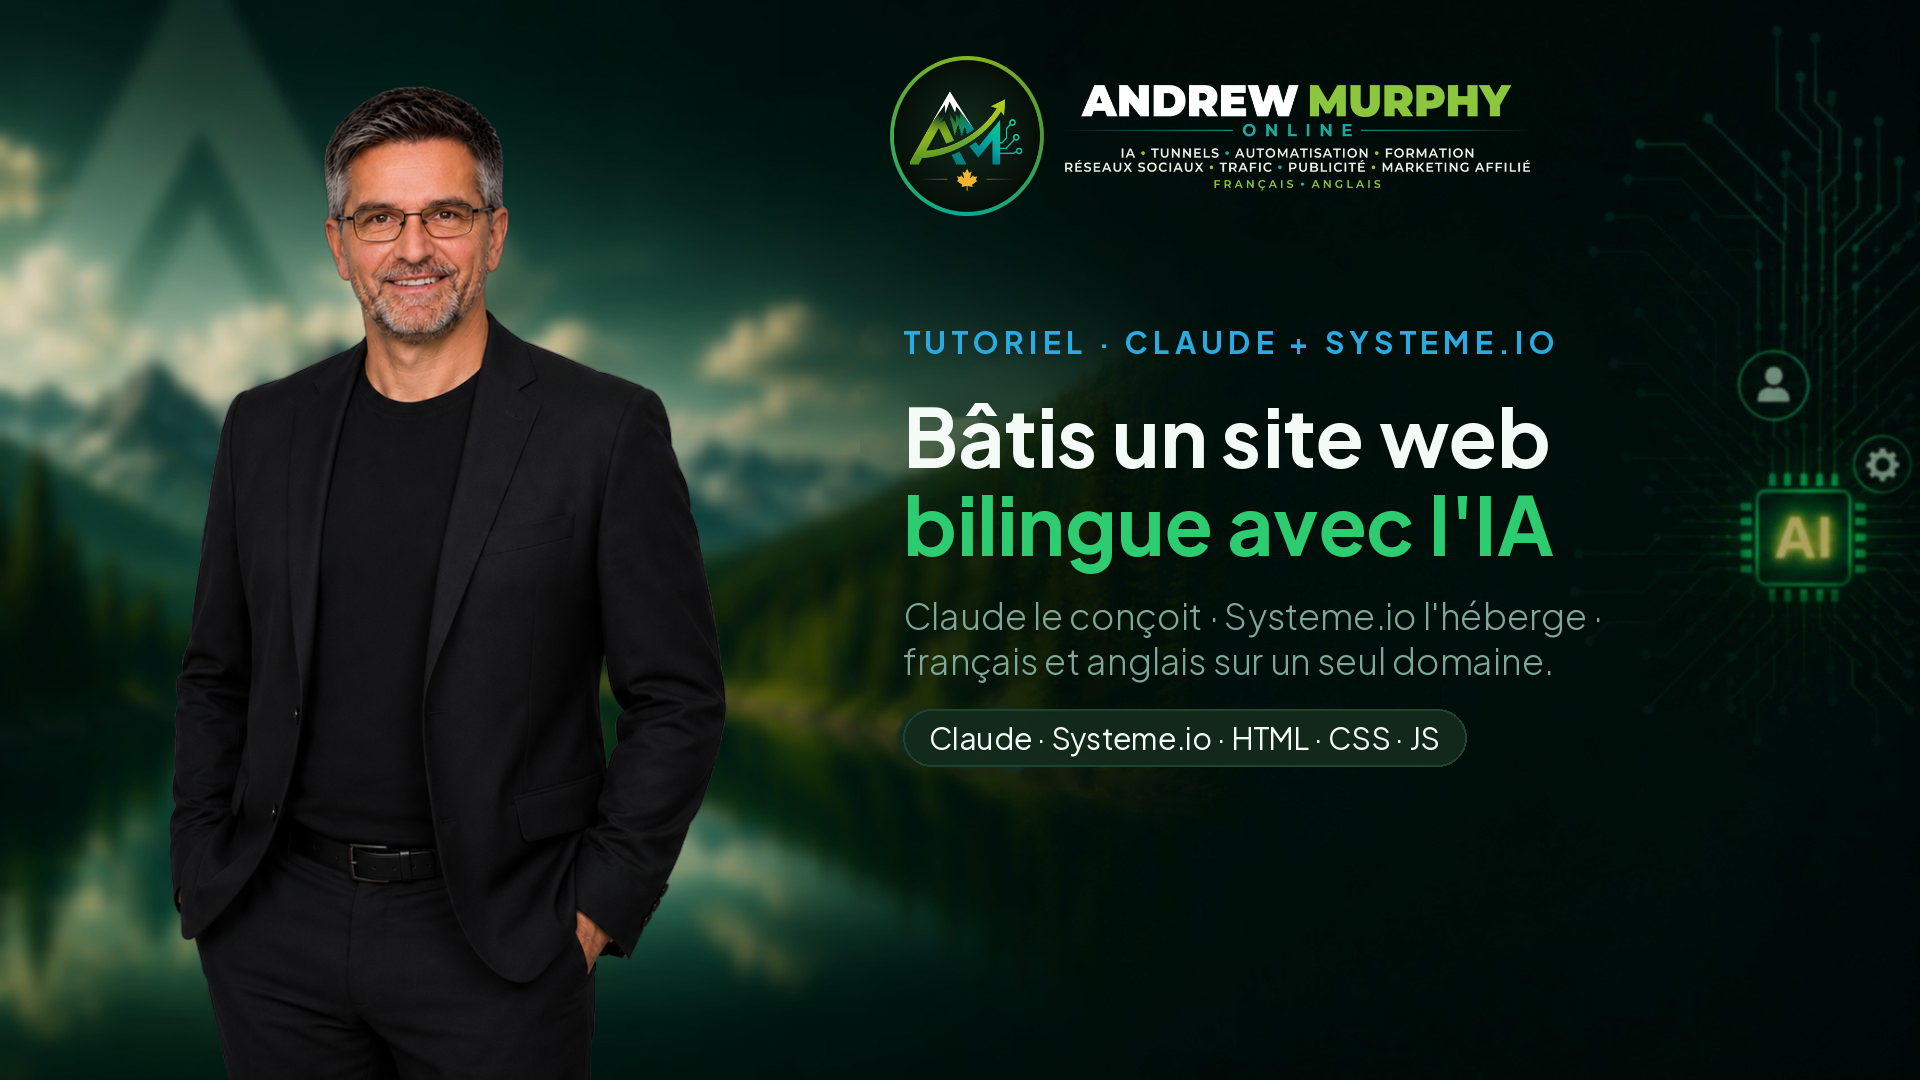 AM
ANDREW MURPHY
ONLINE
IA • TUNNELS • AUTOMATISATION • FORMATION
RÉSEAUX SOCIAUX • TRAFIC • PUBLICITÉ • MARKETING AFFILIÉ
FRANÇAIS • ANGLAIS
TUTORIEL · CLAUDE + SYSTEME.IO
Bâtis un site web
bilingue avec l'IA
Claude le conçoit · Systeme.io l'héberge ·
français et anglais sur un seul domaine.
Claude · Systeme.io · HTML · CSS · JS
AI